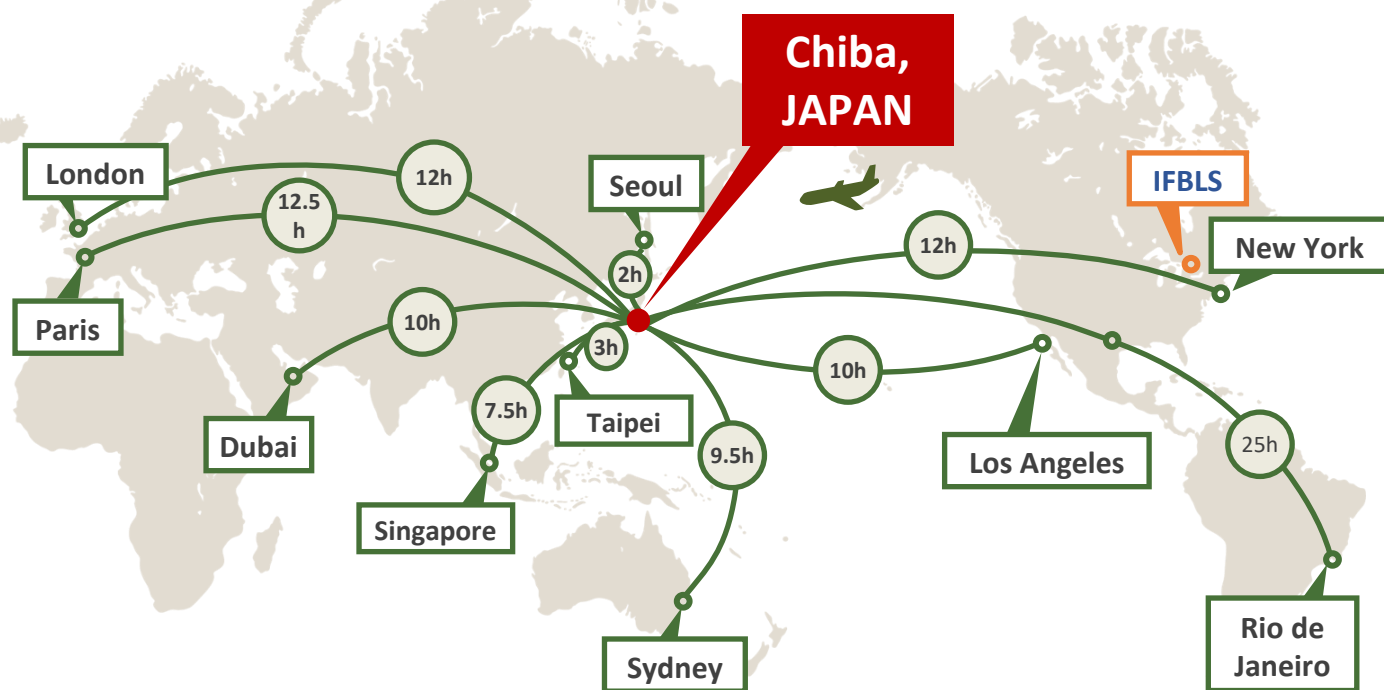 Chiba,
JAPAN
London
12h
Seoul
IFBLS
12.5
h
12h
New York
2h
Paris
10h
3h
10h
7.5h
Taipei
Dubai
9.5h
Los Angeles
25h
Singapore
Sydney
Rio de
Janeiro